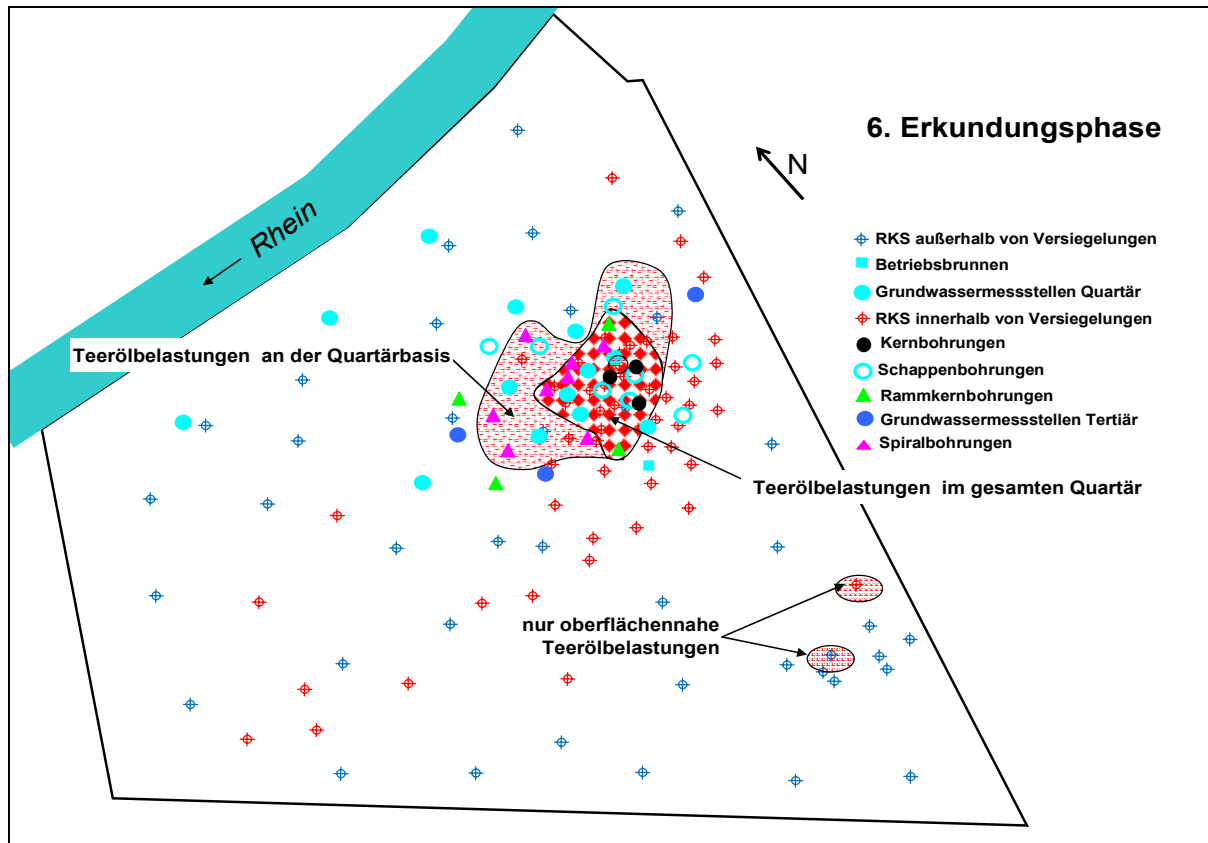 6. Erkundungsphase
N
Rhein
RKS außerhalb von Versiegelungen
Betriebsbrunnen
Grundwassermessstellen Quartär
RKS innerhalb von Versiegelungen
Kernbohrungen
Schappenbohrungen
Rammkernbohrungen
Grundwassermessstellen Tertiär
Spiralbohrungen
Teerölbelastungen an der Quartärbasis
Teerölbelastungen im gesamten Quartär
nur oberflächennahe
Teerölbelastungen